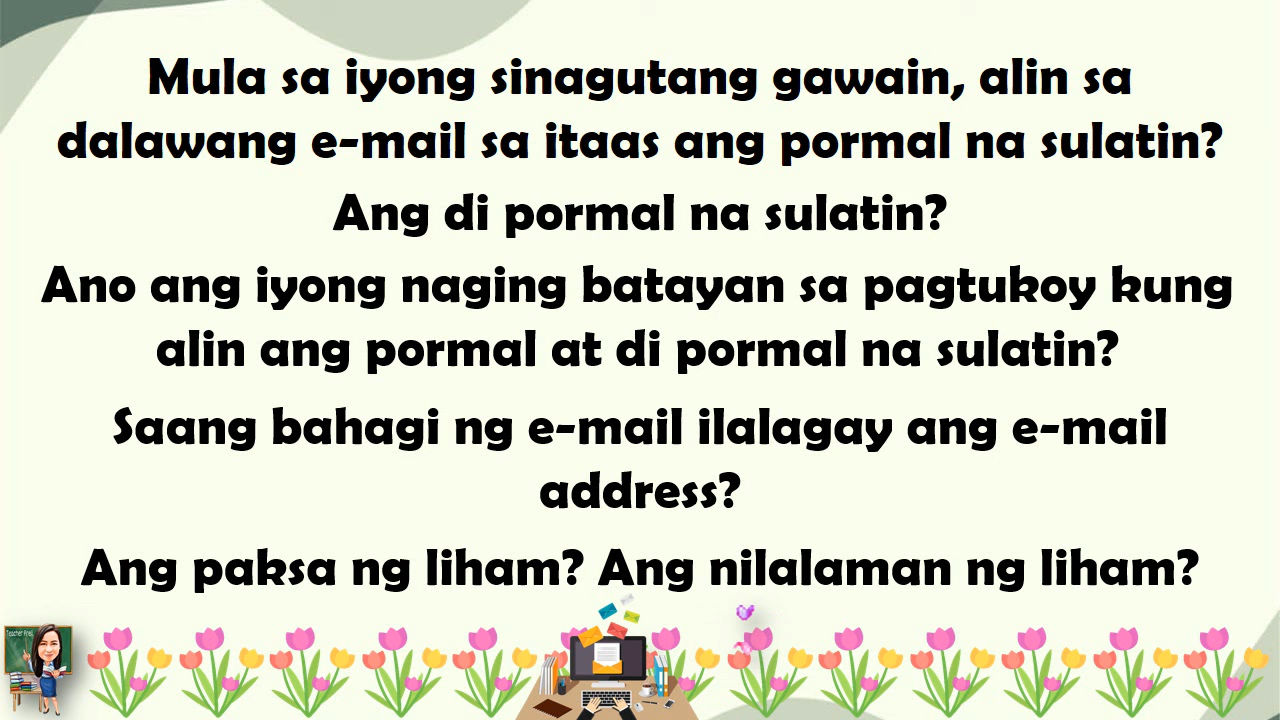 Mula sa iyong sinagutang gawain, alin sa
dalawang e-mail sa itaas ang pormal na sulatin?
Ang di pormal na sulatin?
Ano ang iyong naging batayan sa pagtukoy kung
alin ang pormal at di pormal na sulatin?
Saang bahagi ng e-mail ilalagay ang e-mail
address?
Ang paksa ng liham? Ang nilalaman ng liham?